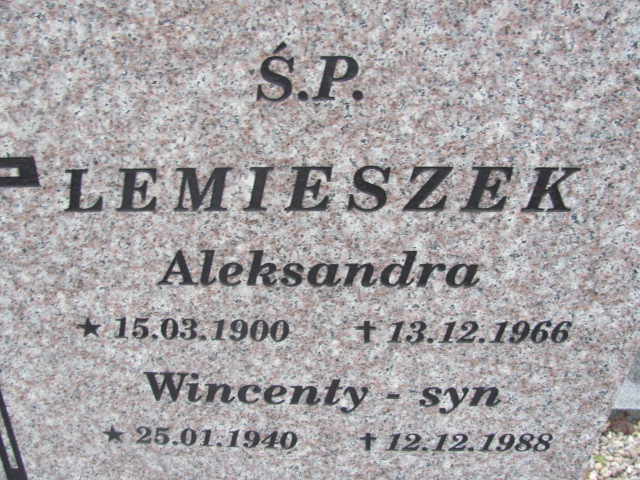 Ś.P.
LEMIESZEK
Aleksandra
★ 15.03.1900 ✝ 13.12.1966
Wincenty - syn
★ 25.01.1940 ✝ 12.12.1988